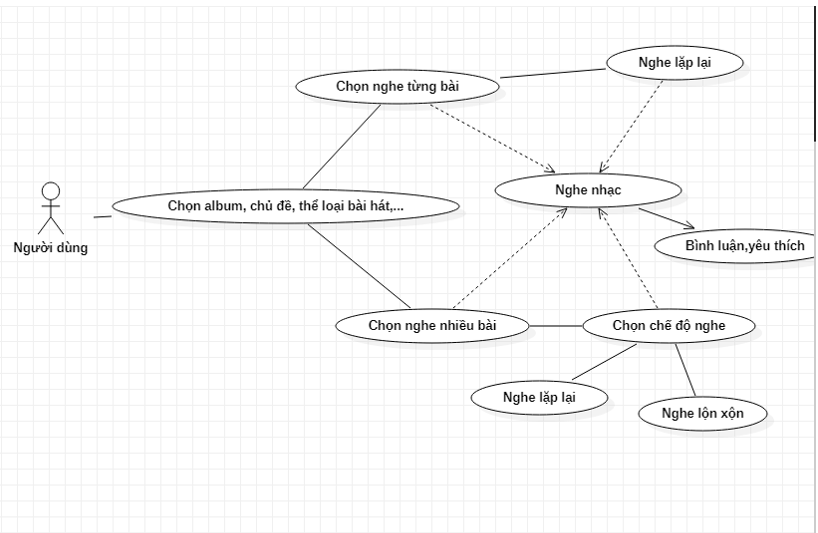 Nghe lặp lại
Chọn nghe từng bài
Nghe nhạc
Chọn album, chủ đề, thể loại bài hát,...
Người dùng
Bình luận,yêu thích
Chọn nghe nhiều bài
Chọn chế độ nghe
Nghe lặp lại
Nghe lộn xộn